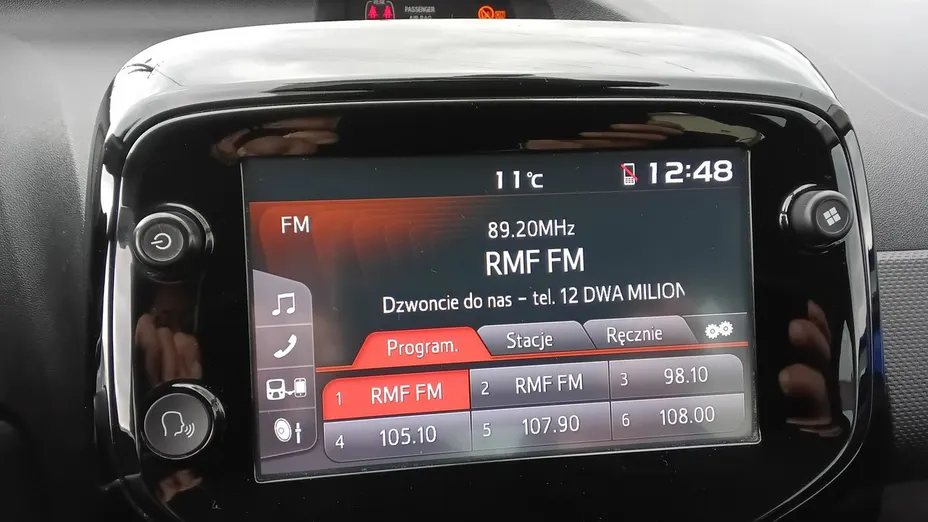 REAR
PASSENGER
AIR BAG
OFF
11°C
12:48
FM
89.20MHz
RMF FM
Dzwoncie do nas - tel. 12 DWA MILION
Program.
Stacje
Ręcznie
1 RMF FM
2 RMF FM
3 98.10
4 105.10
5 107.90
6 108.00